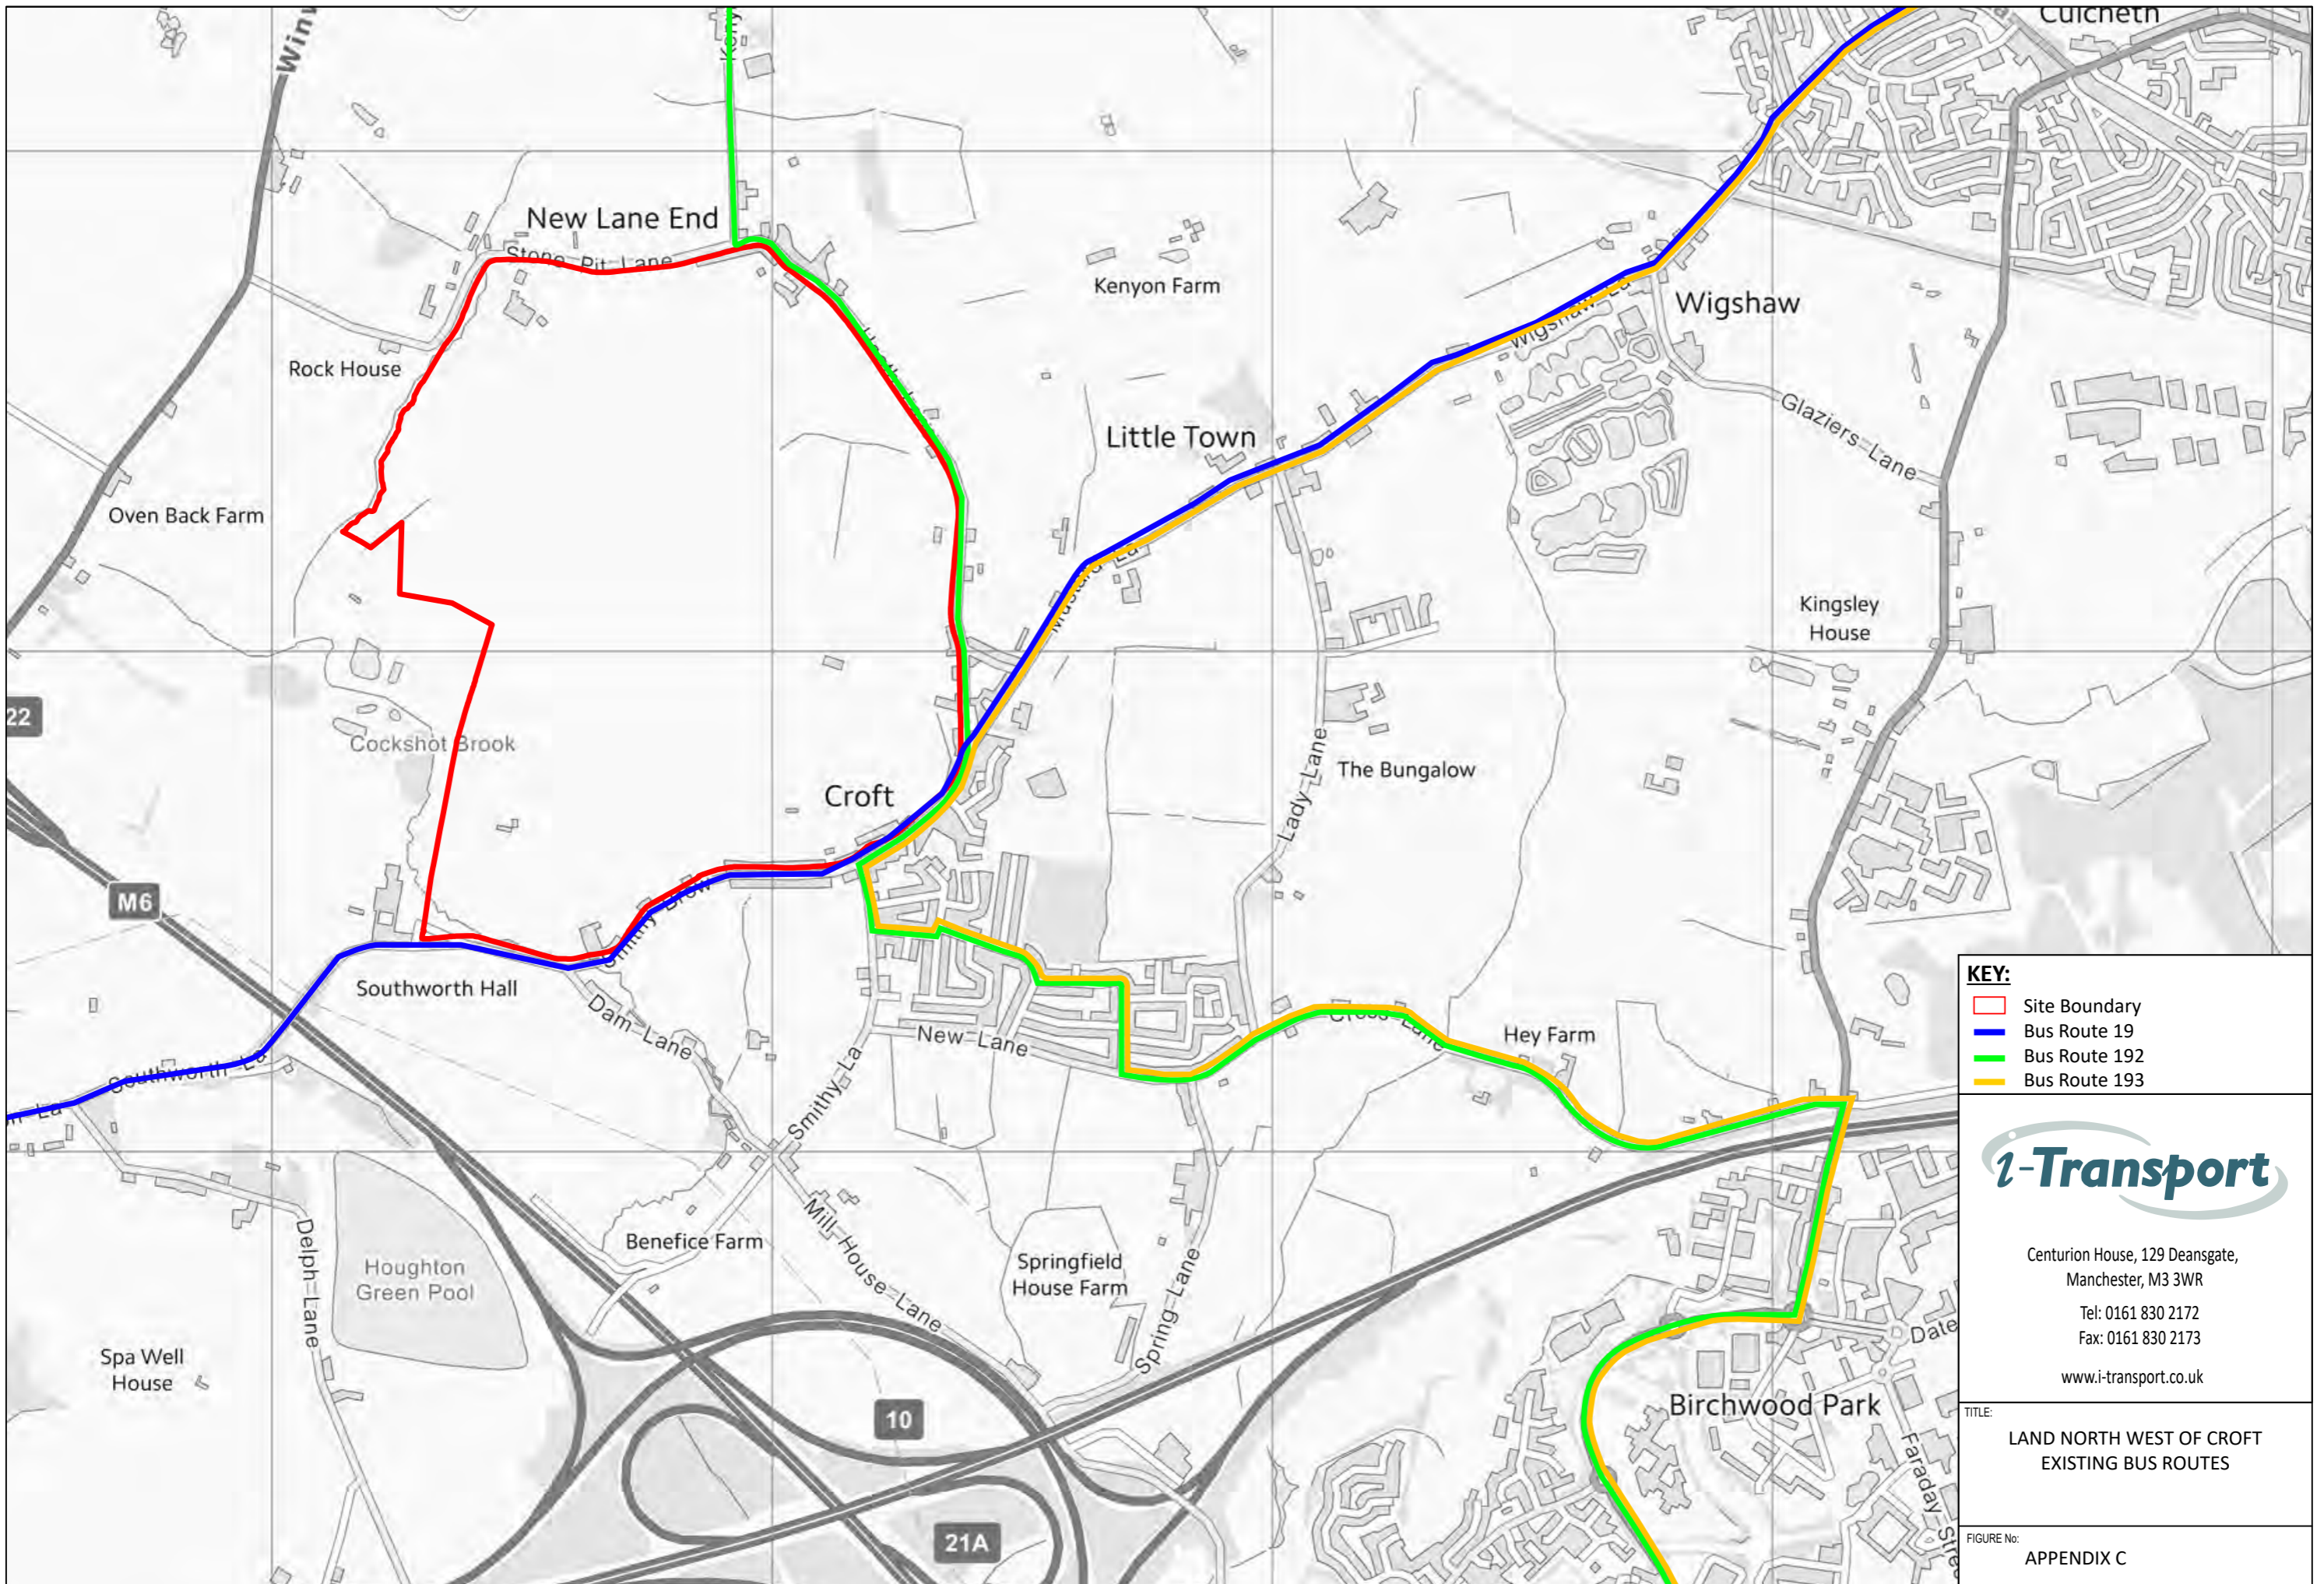 Culcheth
New Lane End
Stone Pit Lane
Kenyon Farm
Wigshaw
Wigshaw La
Rock House
Glaziers Lane
Little Town
Oven Back Farm
Kingsley
House
22
Cockshot Brook
The Bungalow
Lady Lane
Croft
M6
Smithy Brow
Southworth Hall
Dam Lane
New Lane
Cross Lane
Hey Farm
Southworth La
Smithy La
Delph Lane
Houghton
Green Pool
Benefice Farm
Mill House Lane
Springfield
House Farm
Spring Lane
Spa Well
House
10
21A
Birchwood Park
Date
Faraday Stree
KEY:
Site Boundary
Bus Route 19
Bus Route 192
Bus Route 193
i-Transport
Centurion House, 129 Deansgate,
Manchester, M3 3WR
Tel: 0161 830 2172
Fax: 0161 830 2173
www.i-transport.co.uk
TITLE:
LAND NORTH WEST OF CROFT
EXISTING BUS ROUTES
FIGURE No:
APPENDIX C